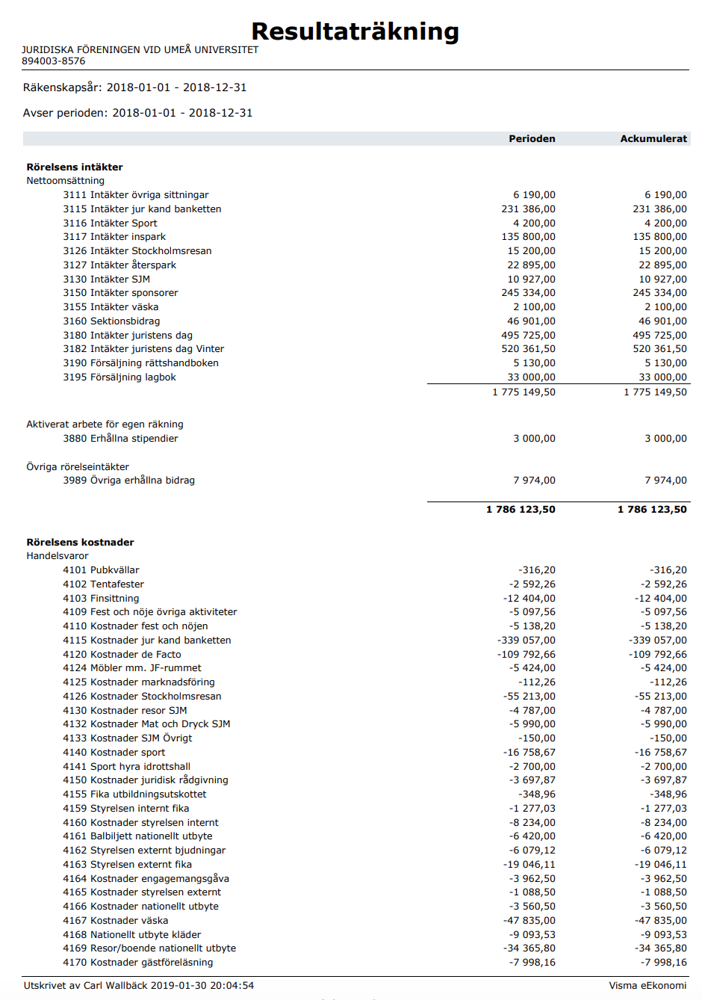 Resultaträkning
JURIDISKA FÖRENINGEN VID UMEÅ UNIVERSITET
894003-8576
Räkenskapsår: 2018-01-01 - 2018-12-31
Avser perioden: 2018-01-01 - 2018-12-31
Perioden Ackumulerat
Rörelsens intäkter
Nettoomsättning
3111 Intäkter övriga sittningar 6 190,00 6 190,00
3115 Intäkter jur kand banketten 231 386,00 231 386,00
3116 Intäkter Sport 4 200,00 4 200,00
3117 Intäkter inspark 135 800,00 135 800,00
3126 Intäkter Stockholmsresan 15 200,00 15 200,00
3127 Intäkter återspark 22 895,00 22 895,00
3130 Intäkter SJM 10 927,00 10 927,00
3150 Intäkter sponsorer 245 334,00 245 334,00
3155 Intäkter väska 2 100,00 2 100,00
3160 Sektionsbidrag 46 901,00 46 901,00
3180 Intäkter juristens dag 495 725,00 495 725,00
3182 Intäkter juristens dag Vinter 520 361,50 520 361,50
3190 Försäljning rättshandboken 5 130,00 5 130,00
3195 Försäljning lagbok 33 000,00 33 000,00
1 775 149,50 1 775 149,50
Aktiverat arbete för egen räkning
3880 Erhållna stipendier 3 000,00 3 000,00
Övriga rörelseintäkter
3989 Övriga erhållna bidrag 7 974,00 7 974,00
1 786 123,50 1 786 123,50
Rörelsens kostnader
Handelsvaror
4101 Pubkvällar -316,20 -316,20
4102 Tentafester -2 592,26 -2 592,26
4103 Finsittning -12 404,00 -12 404,00
4109 Fest och nöje övriga aktiviteter -5 097,56 -5 097,56
4110 Kostnader fest och nöjen -5 138,20 -5 138,20
4115 Kostnader jur kand banketten -339 057,00 -339 057,00
4120 Kostnader de Facto -109 792,66 -109 792,66
4124 Möbler mm. JF-rummet -5 424,00 -5 424,00
4125 Kostnader marknadsföring -112,26 -112,26
4126 Kostnader Stockholmsresan -55 213,00 -55 213,00
4130 Kostnader resor SJM -4 787,00 -4 787,00
4132 Kostnader Mat och Dryck SJM -5 990,00 -5 990,00
4133 Kostnader SJM Övrigt -150,00 -150,00
4140 Kostnader sport -16 758,67 -16 758,67
4141 Sport hyra idrottshall -2 700,00 -2 700,00
4150 Kostnader juridisk rådgivning -3 697,87 -3 697,87
4155 Fika utbildningsutskottet -348,96 -348,96
4159 Styrelsen internt fika -1 277,03 -1 277,03
4160 Kostnader styrelsen internt -8 234,00 -8 234,00
4161 Balbiljett nationellt utbyte -6 420,00 -6 420,00
4162 Styrelsen externt bjudningar -6 079,12 -6 079,12
4163 Styrelsen externt fika -19 046,11 -19 046,11
4164 Kostnader engagemangsgåva -3 962,50 -3 962,50
4165 Kostnader styrelsen externt -1 088,50 -1 088,50
4166 Kostnader nationellt utbyte -3 560,50 -3 560,50
4167 Kostnader väska -47 835,00 -47 835,00
4168 Nationellt utbyte kläder -9 093,53 -9 093,53
4169 Resor/boende nationellt utbyte -34 365,80 -34 365,80
4170 Kostnader gästföreläsning -7 998,16 -7 998,16
Utskrivet av Carl Wallbäck 2019-01-30 20:04:54 Visma eEkonomi